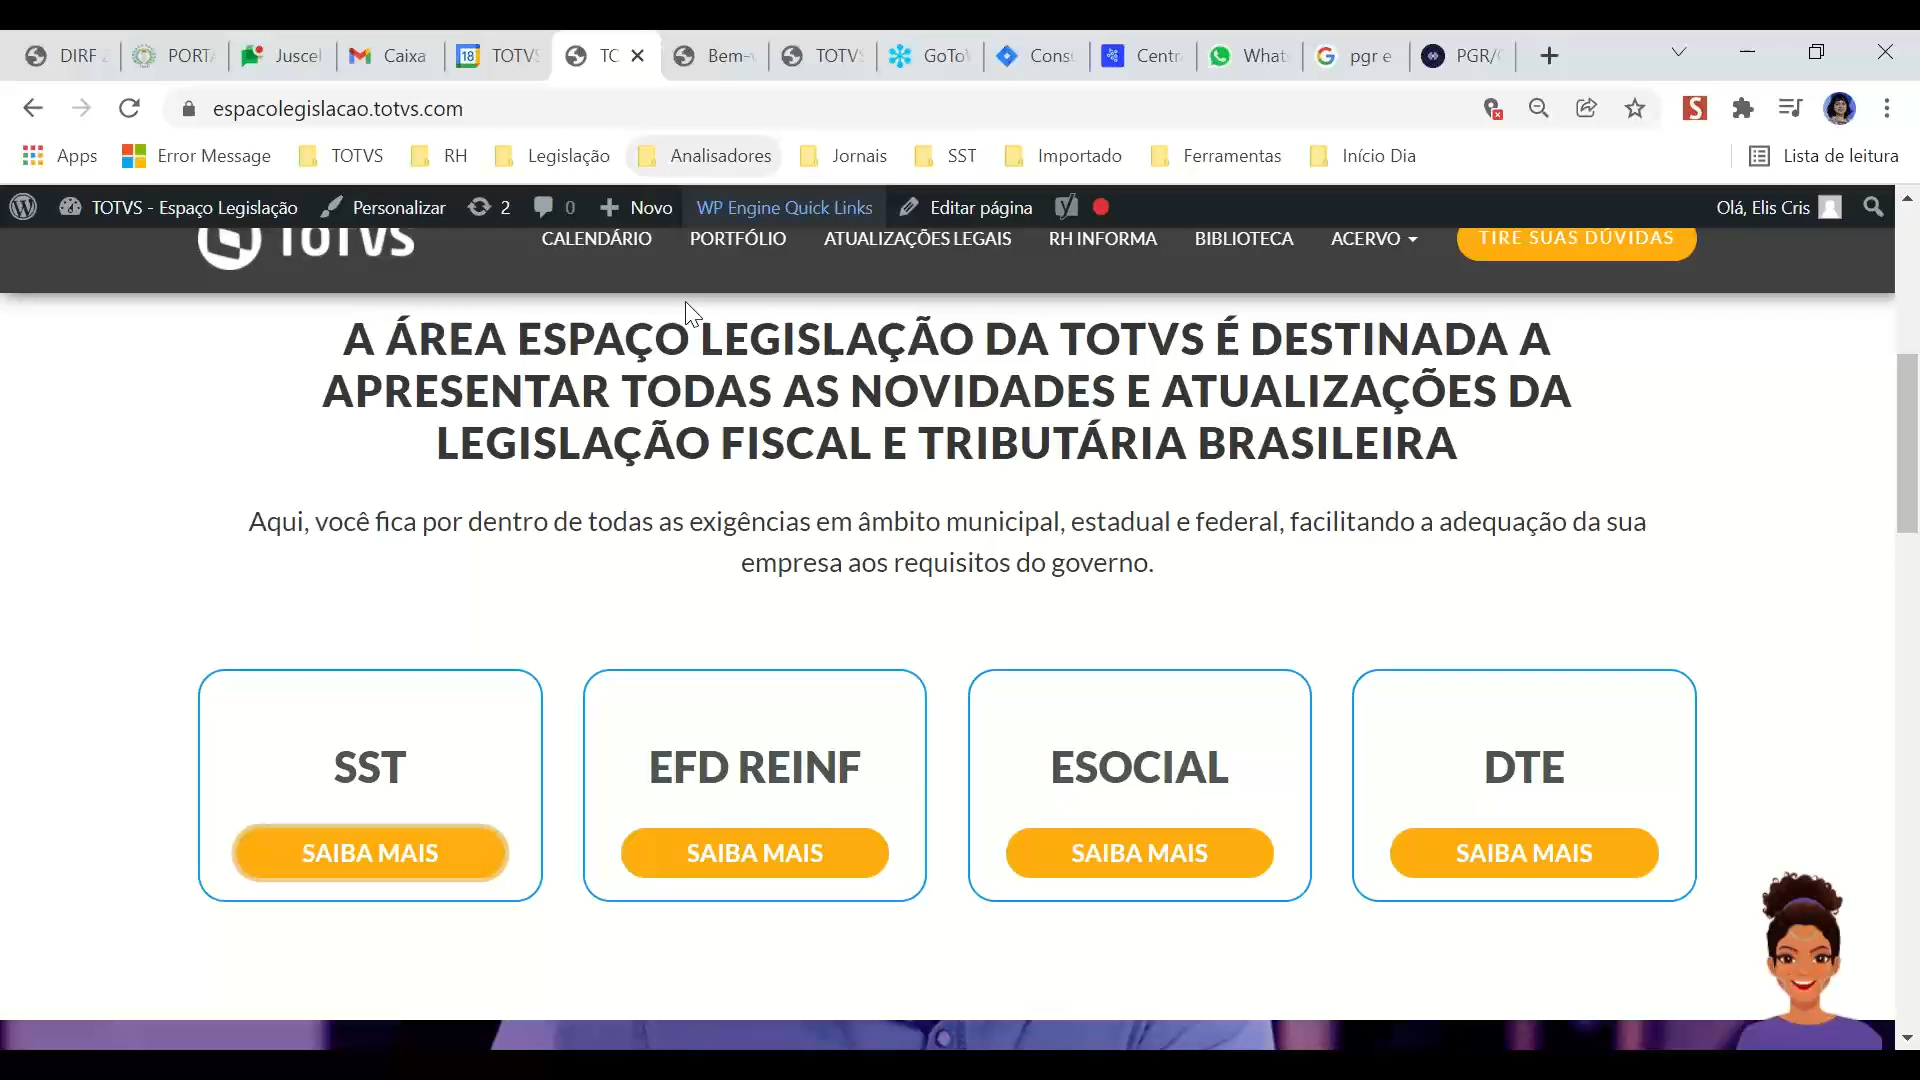 DIRF
PORTA
Juscel
Caixa
18
TOTVS
TC
Bem-
TOTVS
GoTo
Cons
Centr
What
pgr e
PGR/
espacolegislacao.totvs.com
Apps
Error Message
TOTVS
RH
Legislação
Analisadores
Jornais
SST
Importado
Ferramentas
Início Dia
Lista de leitura
TOTVS - Espaço Legislação
Personalizar
2
0
Novo
WP Engine Quick Links
Editar página
Olá, Elis Cris
TOTVS
CALENDÁRIO
PORTFÓLIO
ATUALIZAÇÕES LEGAIS
RH INFORMA
BIBLIOTECA
ACERVO
TIRE SUAS DÚVIDAS
A ÁREA ESPAÇO LEGISLAÇÃO DA TOTVS É DESTINADA A
APRESENTAR TODAS AS NOVIDADES E ATUALIZAÇÕES DA
LEGISLAÇÃO FISCAL E TRIBUTÁRIA BRASILEIRA
Aqui, você fica por dentro de todas as exigências em âmbito municipal, estadual e federal, facilitando a adequação da sua
empresa aos requisitos do governo.
SST
EFD REINF
ESOCIAL
DTE
SAIBA MAIS
SAIBA MAIS
SAIBA MAIS
SAIBA MAIS